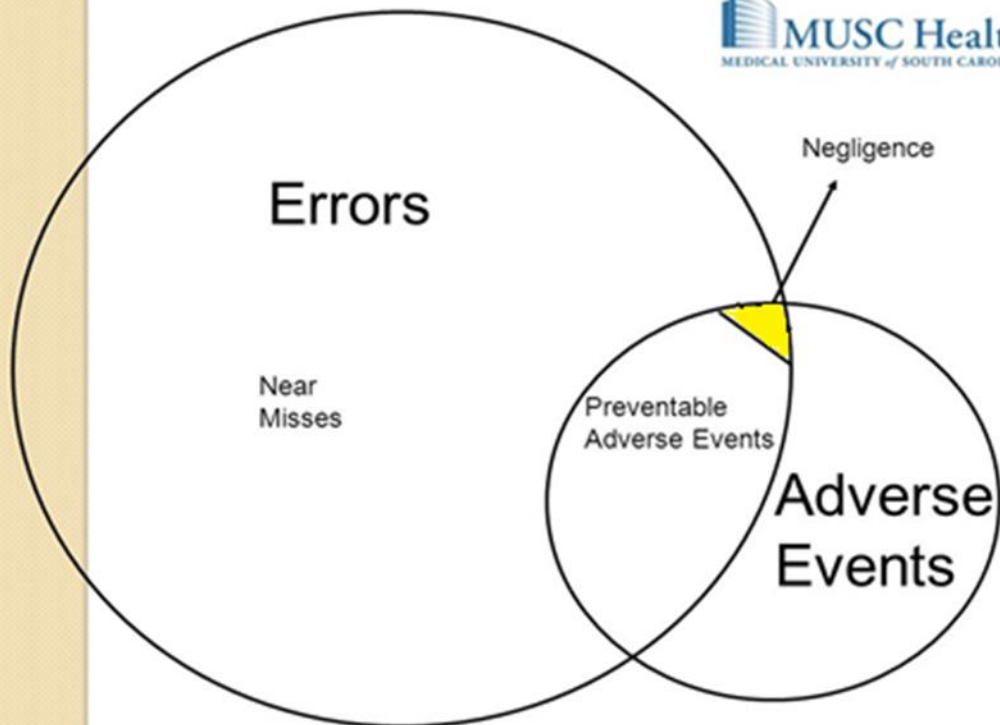 MUSC Healt
MEDICAL UNIVERSITY of SOUTH CAROL
Negligence
Errors
Near
Misses
Preventable
Adverse Events
Adverse
Events